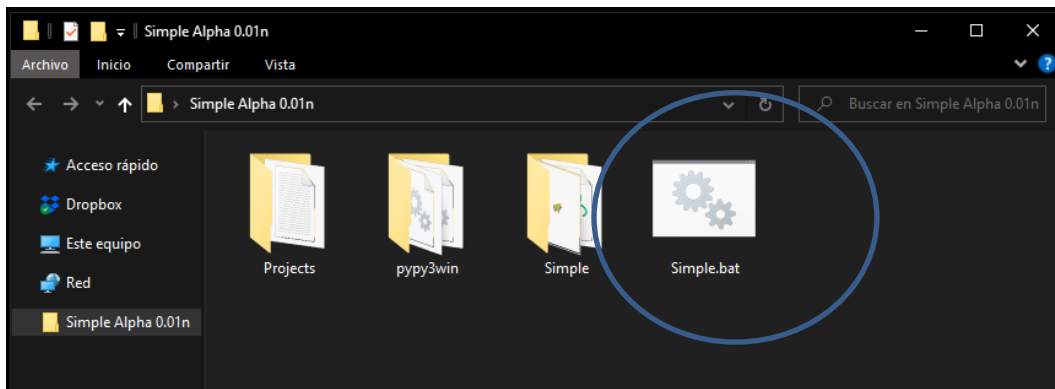 Simple Alpha 0.01n
Archivo Inicio Compartir Vista
Simple Alpha 0.01n
Buscar en Simple Alpha 0.01n
Acceso rápido
Dropbox
Este equipo
Red
Simple Alpha 0.01n
Projects pypy3win Simple Simple.bat